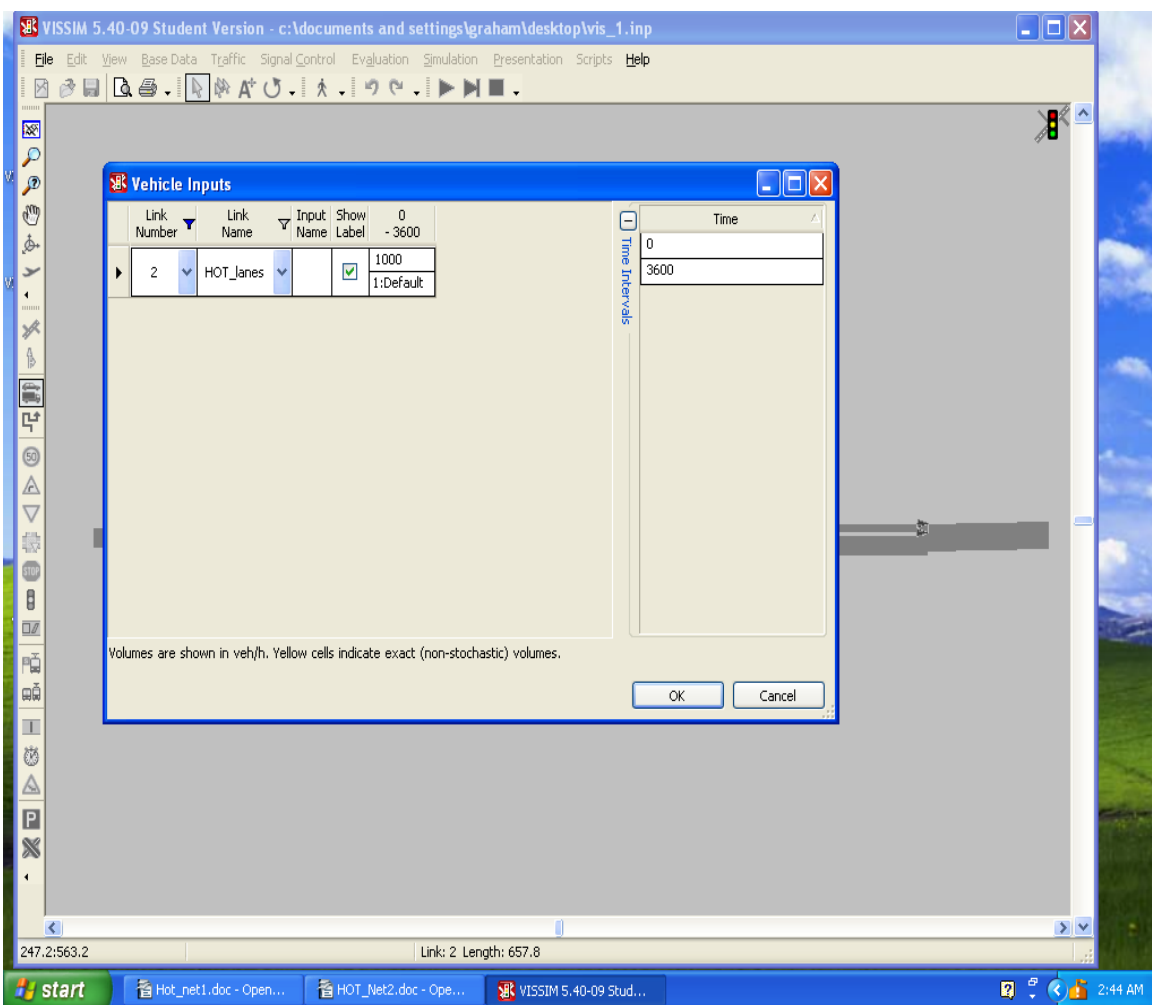 VISSIM 5.40-09 Student Version - c:\documents and settings\graham\desktop\vis_1.inp
File Edit View Base Data Traffic Signal Control Evaluation Simulation Presentation Scripts Help
Vehicle Inputs
Link Number Link Name Input Name Show Label 0 - 3600
2 HOT_lanes 1000
1:Default
Time Intervals
Time
0
3600
Volumes are shown in veh/h. Yellow cells indicate exact (non-stochastic) volumes.
OK Cancel
50
STOP
P
247.2:563.2 Link: 2 Length: 657.8
start Hot_net1.doc - Open... HOT_Net2.doc - Ope... VISSIM 5.40-09 Stud... 2:44 AM